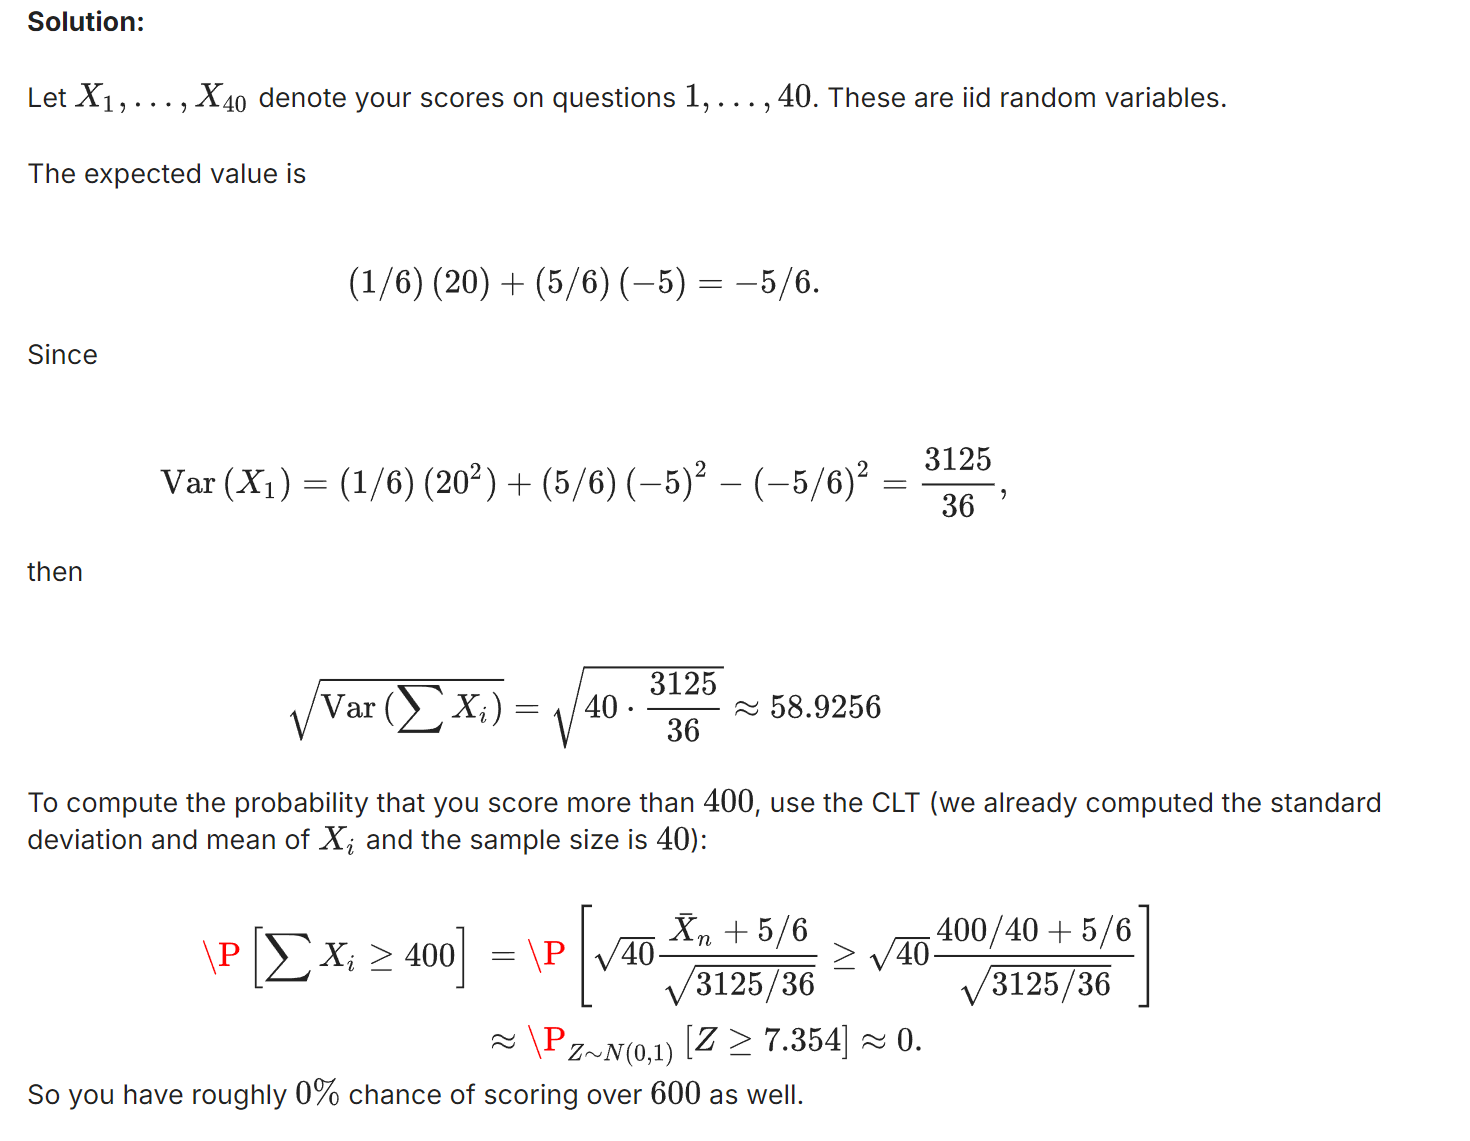 Solution:
Let $X_1, \ldots, X_{40}$ denote your scores on questions $1, \ldots, 40$. These are iid random variables.
The expected value is
$(1/6)(20) + (5/6)(-5) = -5/6.$
Since
$\operatorname{Var}(X_1) = (1/6)(20^2) + (5/6)(-5)^2 - (-5/6)^2 = \frac{3125}{36},$
then
$\sqrt{\operatorname{Var}\left(\sum X_i\right)} = \sqrt{40 \cdot \frac{3125}{36}} \approx 58.9256$
To compute the probability that you score more than $400$, use the CLT (we already computed the standard
deviation and mean of $X_i$ and the sample size is $40$):
$\backslash\mathrm{P}\left[\sum X_i \geq 400\right] = \backslash\mathrm{P}\left[\sqrt{40}\frac{\bar{X}_n + 5/6}{\sqrt{3125/36}} \geq \sqrt{40}\frac{400/40 + 5/6}{\sqrt{3125/36}}\right]$
$\approx \backslash\mathrm{P}_{Z \sim N(0,1)}[Z \geq 7.354] \approx 0.$
So you have roughly $0\%$ chance of scoring over $600$ as well.